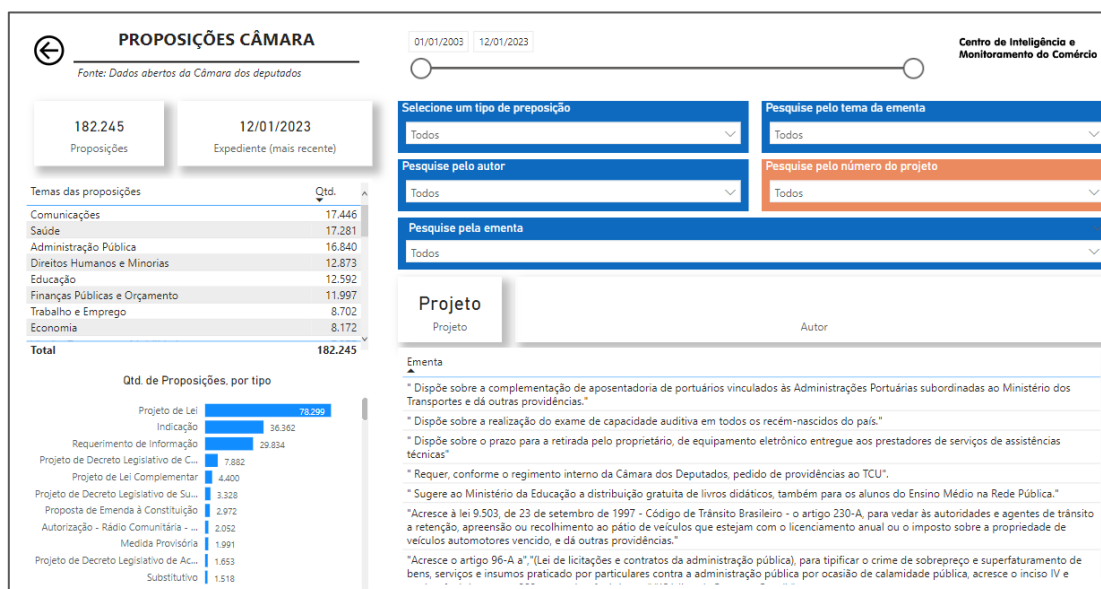 PROPOSIÇÕES CÂMARA
Fonte: Dados abertos da Câmara dos deputados
01/01/2003 12/01/2023
Centro de Inteligência e
Monitoramento do Comércio
182.245
Proposições
12/01/2023
Expediente (mais recente)
Selecione um tipo de preposição
Todos
Pesquise pelo tema da ementa
Todos
Pesquise pelo autor
Todos
Pesquise pelo número do projeto
Todos
Pesquise pela ementa
Todos
Temas das proposições Qtd.
Comunicações 17.446
Saúde 17.281
Administração Pública 16.840
Direitos Humanos e Minorias 12.873
Educação 12.592
Finanças Públicas e Orçamento 11.997
Trabalho e Emprego 8.702
Economia 8.172
Total 182.245
Projeto
Projeto
Autor
Qtd. de Proposições, por tipo
Projeto de Lei 78.299
Indicação 36.362
Requerimento de Informação 29.834
Projeto de Decreto Legislativo de C... 7.882
Projeto de Lei Complementar 4.400
Projeto de Decreto Legislativo de Su... 3.328
Proposta de Emenda à Constituição 2.972
Autorização - Rádio Comunitária - ... 2.052
Medida Provisória 1.991
Projeto de Decreto Legislativo de Ac... 1.653
Substitutivo 1.518
Ementa
" Dispõe sobre a complementação de aposentadoria de portuários vinculados às Administrações Portuárias subordinadas ao Ministério dos
Transportes e dá outras providências."
" Dispõe sobre a realização do exame de capacidade auditiva em todos os recém-nascidos do país."
" Dispõe sobre o prazo para a retirada pelo proprietário, de equipamento eletrônico entregue aos prestadores de serviços de assistências
técnicas"
" Requer, conforme o regimento interno da Câmara dos Deputados, pedido de providências ao TCU".
" Sugere ao Ministério da Educação a distribuição gratuita de livros didáticos, também para os alunos do Ensino Médio na Rede Pública."
"Acresce à lei 9.503, de 23 de setembro de 1997 - Código de Trânsito Brasileiro - o artigo 230-A, para vedar às autoridades e agentes de trânsito
a retenção, apreensão ou recolhimento ao pátio de veículos que estejam com o licenciamento anual ou o imposto sobre a propriedade de
veículos automotores vencido, e dá outras providências."
"Acresce o artigo 96-A a","(Lei de licitações e contratos da administração pública), para tipificar o crime de sobrepreço e superfaturamento de
bens, serviços e insumos praticado por particulares contra a administração pública por ocasião de calamidade pública, acresce o inciso IV e